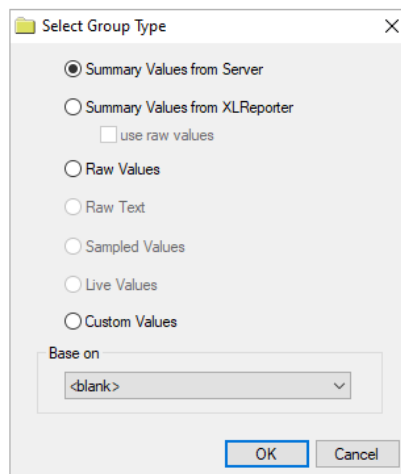 Select Group Type
Summary Values from Server
Summary Values from XLReporter
use raw values
Raw Values
Raw Text
Sampled Values
Live Values
Custom Values
Base on
<blank>
OK Cancel